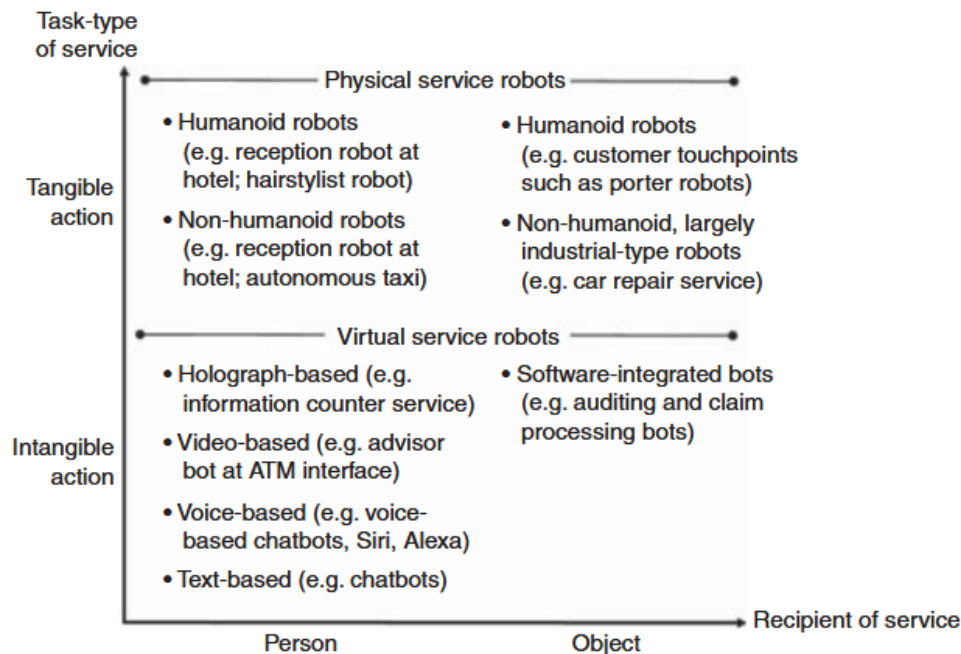 Task-type
of service
Physical service robots
• Humanoid robots
(e.g. reception robot at
hotel; hairstylist robot)
• Non-humanoid robots
(e.g. reception robot at
hotel; autonomous taxi)
• Humanoid robots
(e.g. customer touchpoints
such as porter robots)
• Non-humanoid, largely
industrial-type robots
(e.g. car repair service)
Tangible
action
Virtual service robots
• Holograph-based (e.g.
information counter service)
• Video-based (e.g. advisor
bot at ATM interface)
• Voice-based (e.g. voice-
based chatbots, Siri, Alexa)
• Text-based (e.g. chatbots)
• Software-integrated bots
(e.g. auditing and claim
processing bots)
Intangible
action
Recipient of service
Person
Object